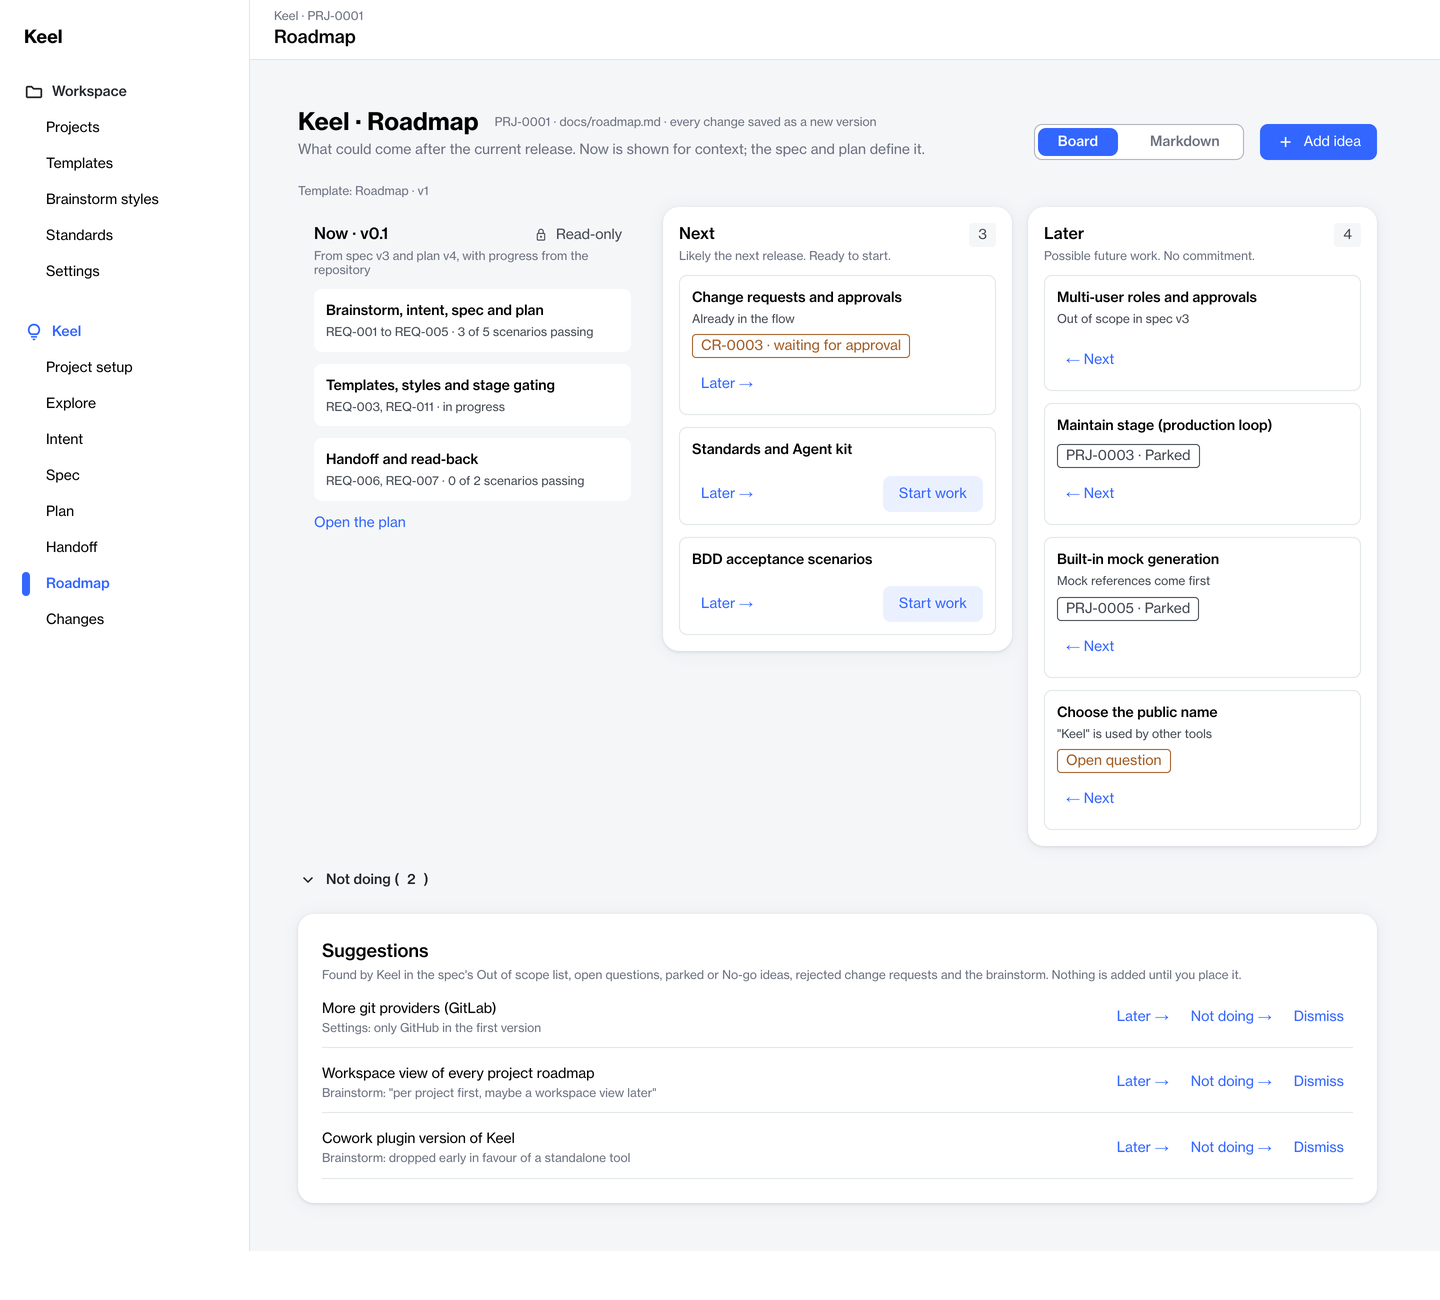 Keel
Workspace
Projects
Templates
Brainstorm styles
Standards
Settings
Keel
Project setup
Explore
Intent
Spec
Plan
Handoff
Roadmap
Changes
Keel · PRJ-0001
Roadmap
Keel · Roadmap PRJ-0001 · docs/roadmap.md · every change saved as a new version
What could come after the current release. Now is shown for context; the spec and plan define it.
Board Markdown + Add idea
Template: Roadmap · v1
Now · v0.1 Read-only
From spec v3 and plan v4, with progress from the
repository
Brainstorm, intent, spec and plan
REQ-001 to REQ-005 · 3 of 5 scenarios passing
Templates, styles and stage gating
REQ-003, REQ-011 · in progress
Handoff and read-back
REQ-006, REQ-007 · 0 of 2 scenarios passing
Open the plan
Next 3
Likely the next release. Ready to start.
Change requests and approvals
Already in the flow
CR-0003 · waiting for approval
Later →
Standards and Agent kit
Later → Start work
BDD acceptance scenarios
Later → Start work
Later 4
Possible future work. No commitment.
Multi-user roles and approvals
Out of scope in spec v3
← Next
Maintain stage (production loop)
PRJ-0003 · Parked
← Next
Built-in mock generation
Mock references come first
PRJ-0005 · Parked
← Next
Choose the public name
"Keel" is used by other tools
Open question
← Next
Not doing ( 2 )
Suggestions
Found by Keel in the spec's Out of scope list, open questions, parked or No-go ideas, rejected change requests and the brainstorm. Nothing is added until you place it.
More git providers (GitLab)
Settings: only GitHub in the first version
Later → Not doing → Dismiss
Workspace view of every project roadmap
Brainstorm: "per project first, maybe a workspace view later"
Later → Not doing → Dismiss
Cowork plugin version of Keel
Brainstorm: dropped early in favour of a standalone tool
Later → Not doing → Dismiss